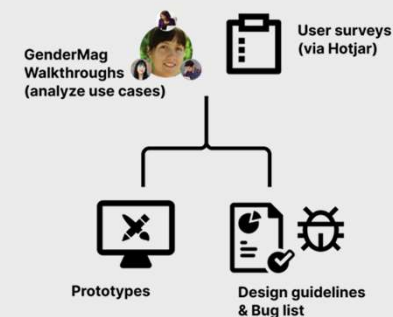 GenderMag
Walkthroughs
(analyze use cases)
User surveys
(via Hotjar)
Prototypes
Design guidelines
& Bug list